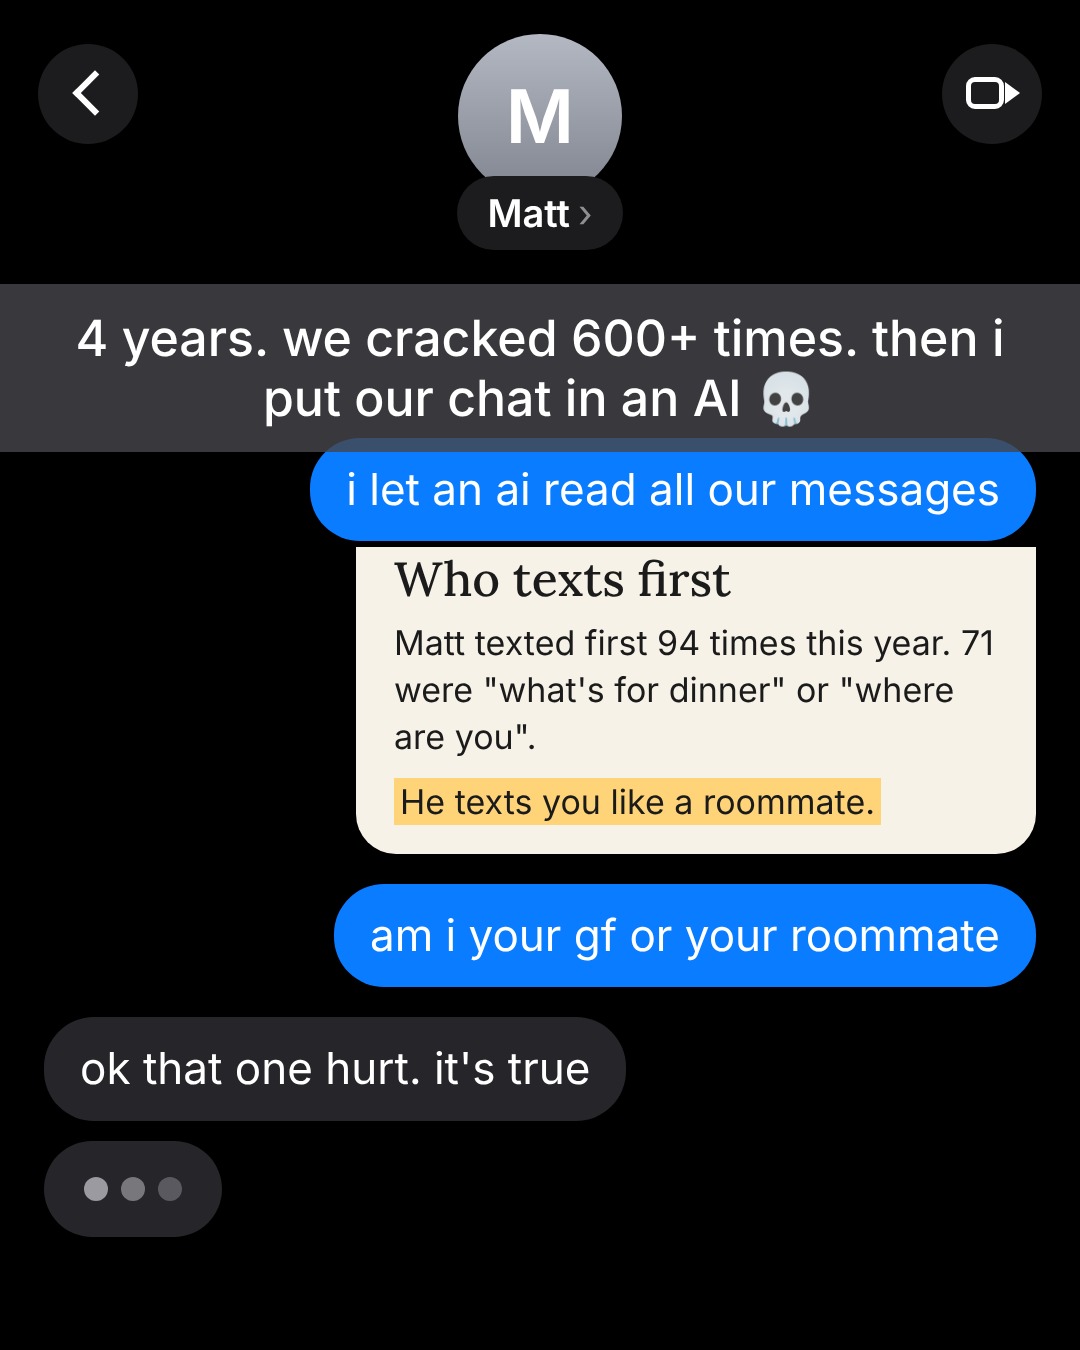 M
Matt ›
4 years. we cracked 600+ times. then i
put our chat in an AI 💀
i let an ai read all our messages
Who texts first
Matt texted first 94 times this year. 71
were "what's for dinner" or "where
are you".
He texts you like a roommate.
am i your gf or your roommate
ok that one hurt. it's true